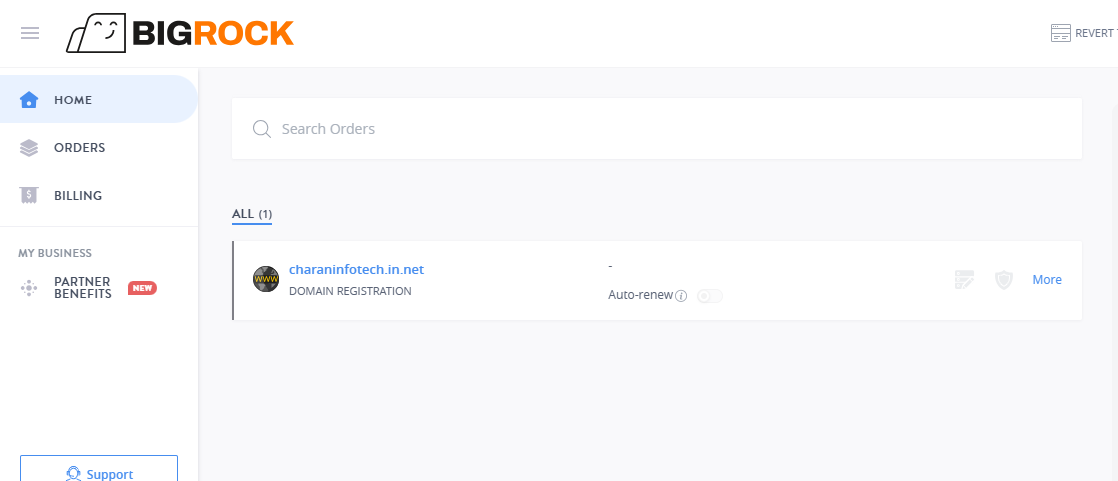 BIGROCK
REVERT
HOME
ORDERS
BILLING
MY BUSINESS
PARTNER
BENEFITS
NEW
Support
Search Orders
ALL (1)
WWW
charaninfotech.in.net
DOMAIN REGISTRATION
-
Auto-renew i
More